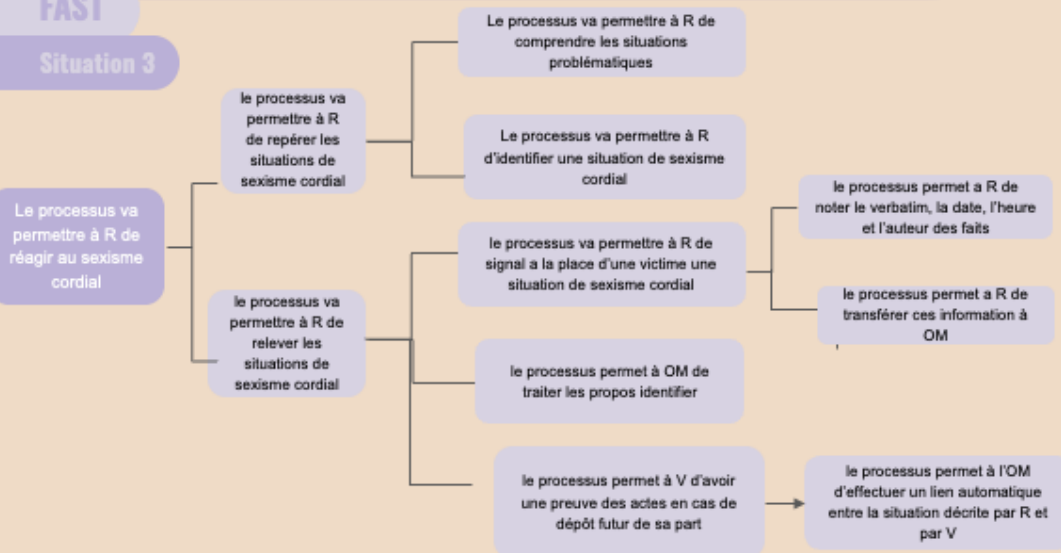 FAST
Situation 3
Le processus va
permettre à R de
réagir au sexisme
cordial
le processus va
permettre à R
de repérer les
situations de
sexisme cordial
le processus va
permettre à R de
relever les
situations de
sexisme cordial
Le processus va permettre à R de
comprendre les situations
problématiques
Le processus va permettre à R
d'identifier une situation de sexisme
cordial
le processus va permettre à R de
signal a la place d'une victime une
situation de sexisme cordial
le processus permet à OM de
traiter les propos identifier
le processus permet à V d'avoir
une preuve des actes en cas de
dépôt futur de sa part
le processus permet a R de
noter le verbatim, la date, l'heure
et l'auteur des faits
le processus permet a R de
transférer ces information à
OM
le processus permet à l'OM
d'effectuer un lien automatique
entre la situation décrite par R et
par V